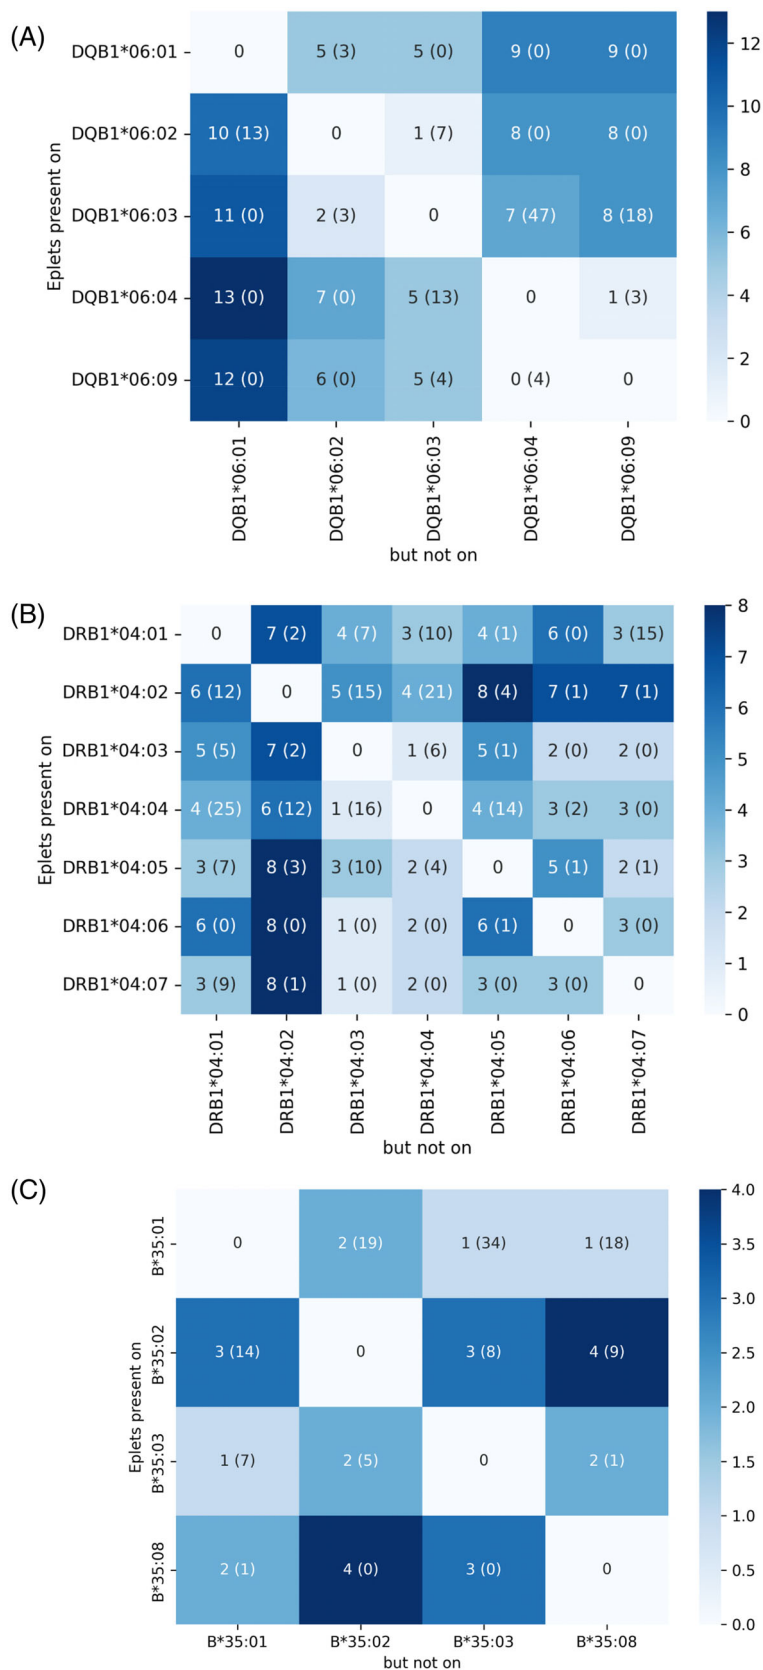 (A)
DQB1*06:01 0 5 (3) 5 (0) 9 (0) 9 (0)
DQB1*06:02 10 (13) 0 1 (7) 8 (0) 8 (0)
DQB1*06:03 11 (0) 2 (3) 0 7 (47) 8 (18)
DQB1*06:04 13 (0) 7 (0) 5 (13) 0 1 (3)
DQB1*06:09 12 (0) 6 (0) 5 (4) 0 (4) 0
Eplets present on
DQB1*06:01 DQB1*06:02 DQB1*06:03 DQB1*06:04 DQB1*06:09
but not on
12
10
8
6
4
2
0
(B)
DRB1*04:01 0 7 (2) 4 (7) 3 (10) 4 (1) 6 (0) 3 (15)
DRB1*04:02 6 (12) 0 5 (15) 4 (21) 8 (4) 7 (1) 7 (1)
DRB1*04:03 5 (5) 7 (2) 0 1 (6) 5 (1) 2 (0) 2 (0)
DRB1*04:04 4 (25) 6 (12) 1 (16) 0 4 (14) 3 (2) 3 (0)
DRB1*04:05 3 (7) 8 (3) 3 (10) 2 (4) 0 5 (1) 2 (1)
DRB1*04:06 6 (0) 8 (0) 1 (0) 2 (0) 6 (1) 0 3 (0)
DRB1*04:07 3 (9) 8 (1) 1 (0) 2 (0) 3 (0) 3 (0) 0
Eplets present on
DRB1*04:01 DRB1*04:02 DRB1*04:03 DRB1*04:04 DRB1*04:05 DRB1*04:06 DRB1*04:07
but not on
8
7
6
5
4
3
2
1
0
(C)
B*35:01 0 2 (19) 1 (34) 1 (18)
B*35:02 3 (14) 0 3 (8) 4 (9)
B*35:03 1 (7) 2 (5) 0 2 (1)
B*35:08 2 (1) 4 (0) 3 (0) 0
Eplets present on
B*35:01 B*35:02 B*35:03 B*35:08
but not on
4.0
3.5
3.0
2.5
2.0
1.5
1.0
0.5
0.0